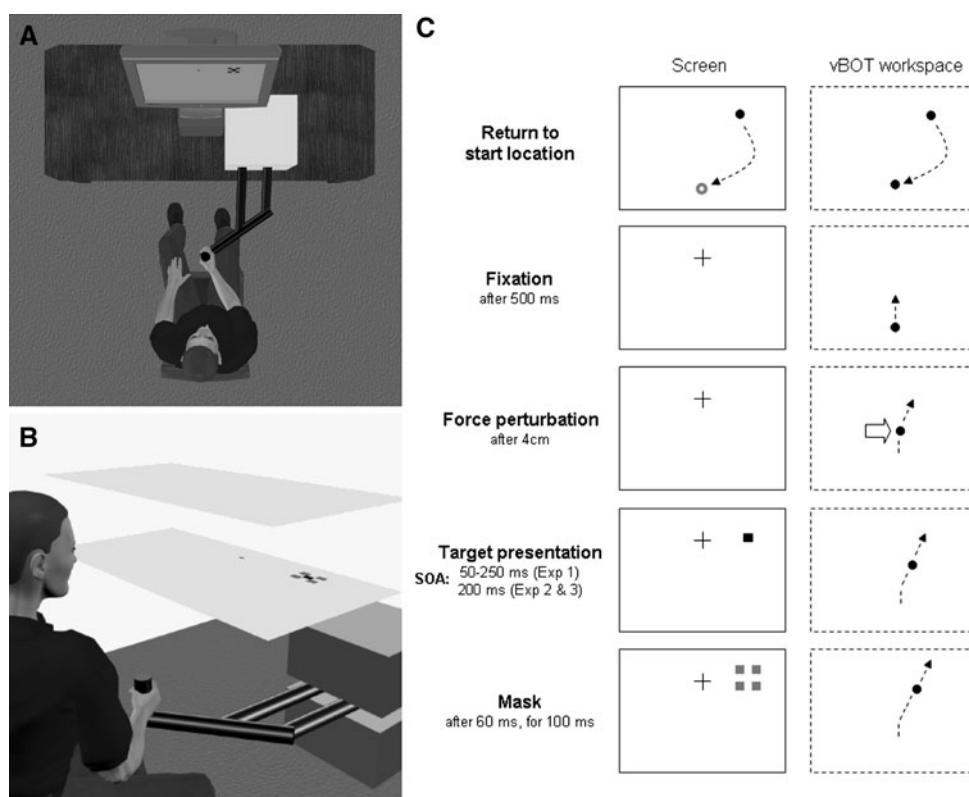 A
B
C
Screen
vBOT workspace
Return to
start location
Fixation
after 500 ms
Force perturbation
after 4cm
Target presentation
SOA: 50-250 ms (Exp 1)
200 ms (Exp 2 & 3)
Mask
after 60 ms, for 100 ms